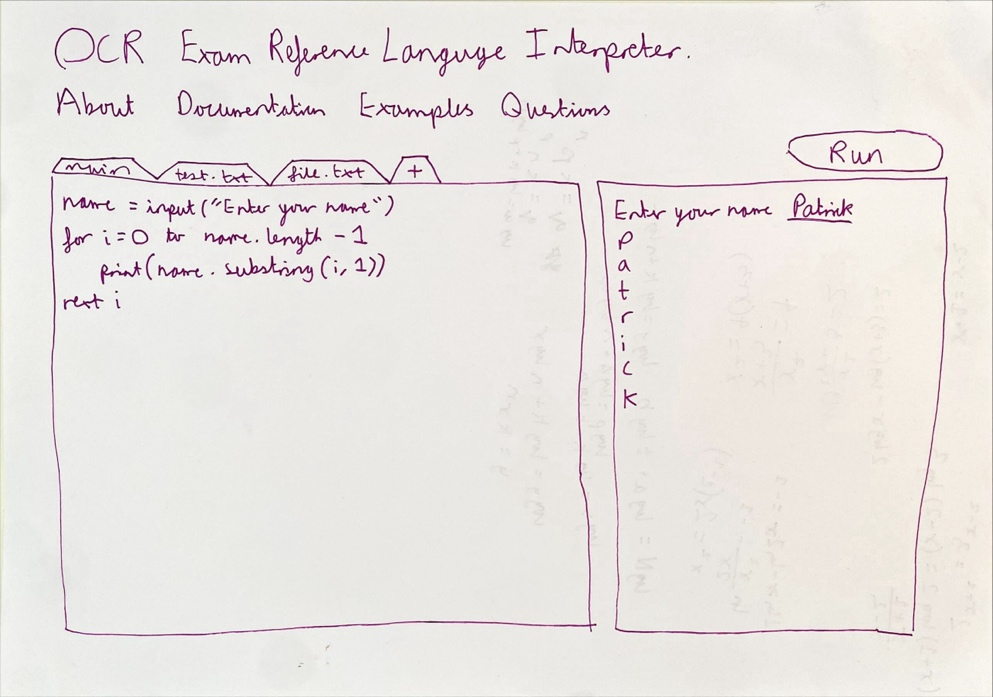 OCR Exam Reference Language Interpreter.
About Documentation Examples Questions
main test.txt file.txt +
Run
name = input("Enter your name")
for i=0 to name.length - 1
print(name.substring(i, 1))
next i
Enter your name Patrick
P
a
t
r
i
c
k